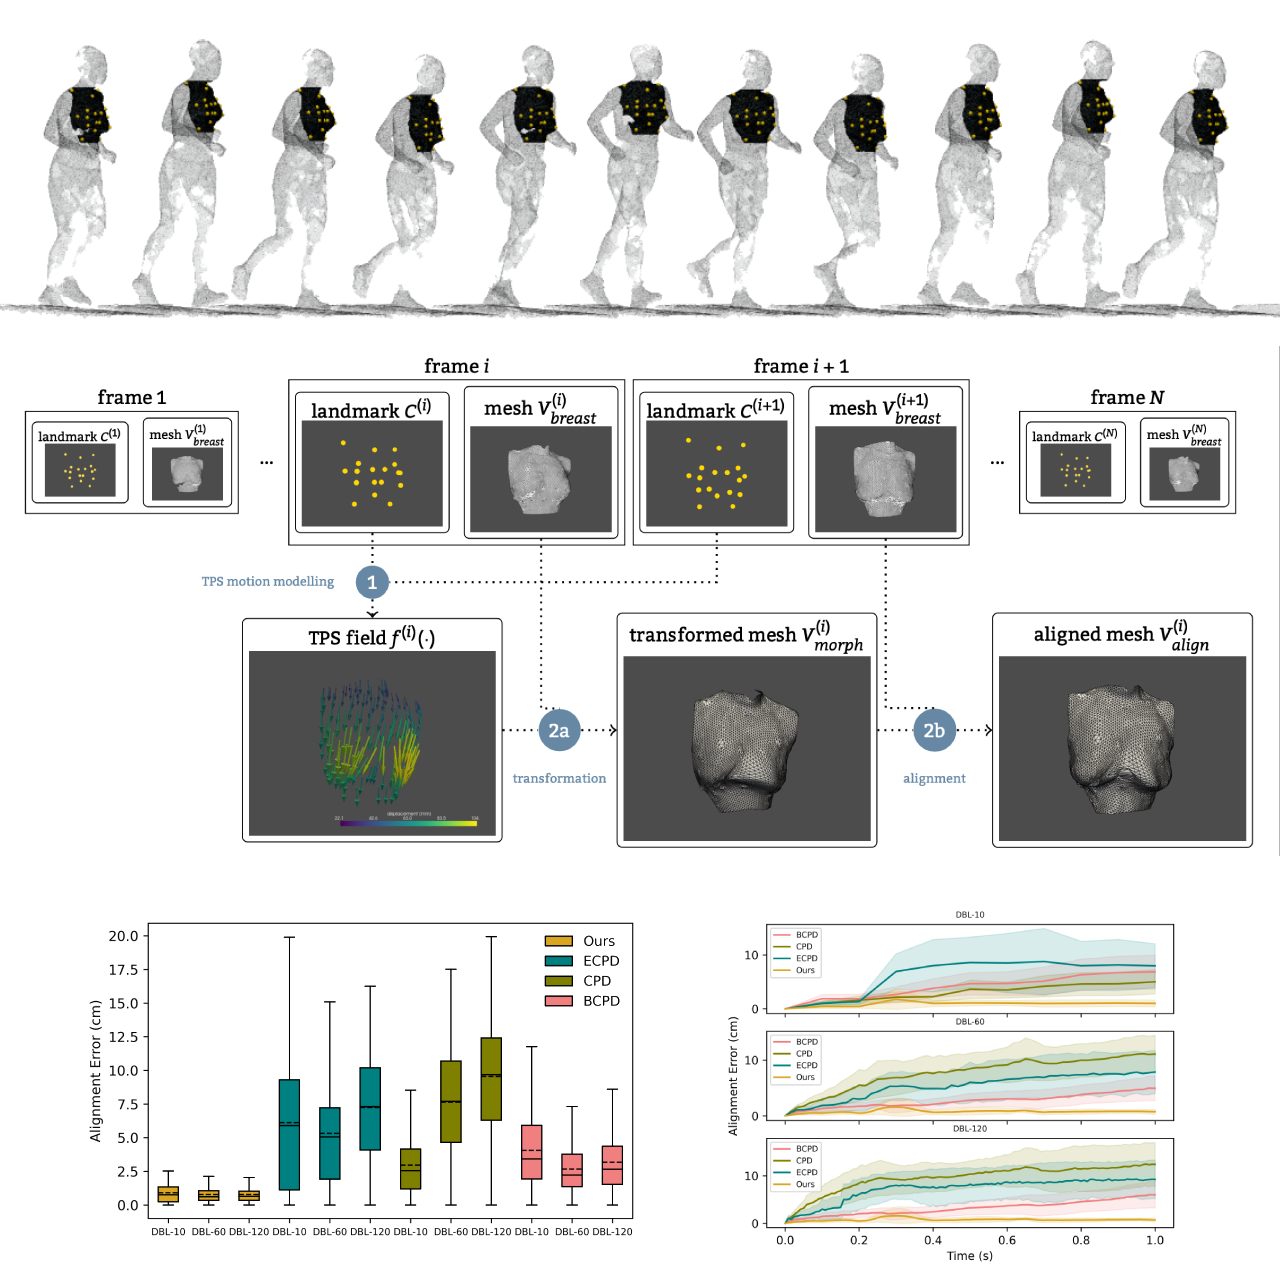 frame 1
landmark C(1)
mesh V(1)breast
...
frame i
landmark C(i)
mesh V(i)breast
frame i + 1
landmark C(i+1)
mesh V(i+1)breast
...
frame N
landmark C(N)
mesh V(N)breast
TPS motion modelling
1
TPS field f(i)(·)
displacement (mm)
2a
transformation
transformed mesh V(i)morph
2b
alignment
aligned mesh V(i)align
Alignment Error (cm)
20.0
17.5
15.0
12.5
10.0
7.5
5.0
2.5
0.0
Ours
ECPD
CPD
BCPD
DBL-10 DBL-60 DBL-120 DBL-10 DBL-60 DBL-120 DBL-10 DBL-60 DBL-120 DBL-10 DBL-60 DBL-120
DBL-10
BCPD
CPD
ECPD
Ours
10
0
DBL-60
BCPD
CPD
ECPD
Ours
10
0
DBL-120
BCPD
CPD
ECPD
Ours
10
0
Alignment Error (cm)
0.0 0.2 0.4 0.6 0.8 1.0
Time (s)